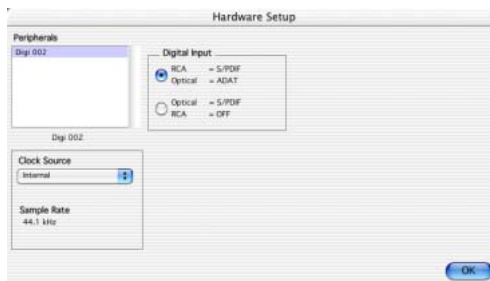 Hardware Setup
Peripherals
Digi 002
Digital Input
RCA = S/PDIF
Optical = ADAT
Optical = S/PDIF
RCA = OFF
Digi 002
Clock Source
Internal
Sample Rate
44.1 kHz
OK